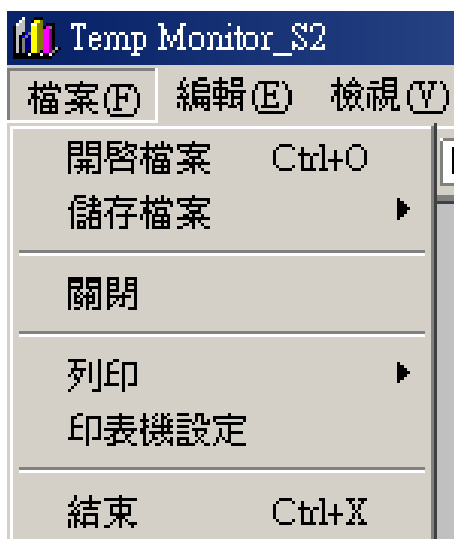 Temp Monitor_S2
檔案(F) 編輯(E) 檢視(V)
開啓檔案 Ctrl+O
儲存檔案
關閉
列印
印表機設定
結束 Ctrl+X